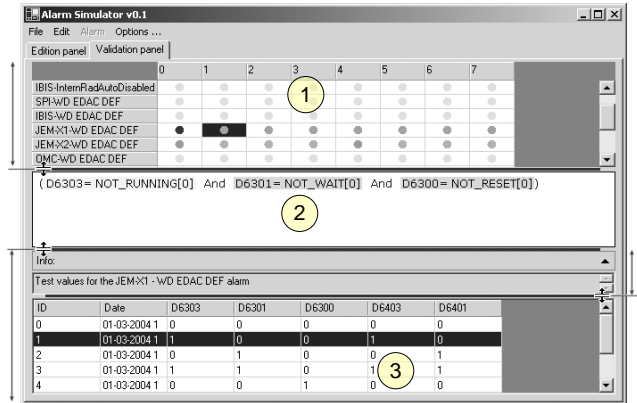 Alarm Simulator v0.1
File Edit Alarm Options ...
Edition panel Validation panel
0 1 2 3 4 5 6 7
IBIS-InternRadAutoDisabled
SPI-WD EDAC DEF
IBIS-WD EDAC DEF
JEM-X1-WD EDAC DEF
JEM-X2-WD EDAC DEF
OMC-WD EDAC DEF
1
(D6303= NOT_RUNNING[0] And D6301= NOT_WAIT[0] And D6300= NOT_RESET[0])
2
Info:
Test values for the JEM-X1 - WD EDAC DEF alarm
ID Date D6303 D6301 D6300 D6403 D6401
0 01-03-2004 1 0 0 0 0 0
1 01-03-2004 1 1 0 0 1 0
2 01-03-2004 1 0 1 0 0 1
3 01-03-2004 1 1 1 0 1 1
4 01-03-2004 1 0 0 1 0 0
3